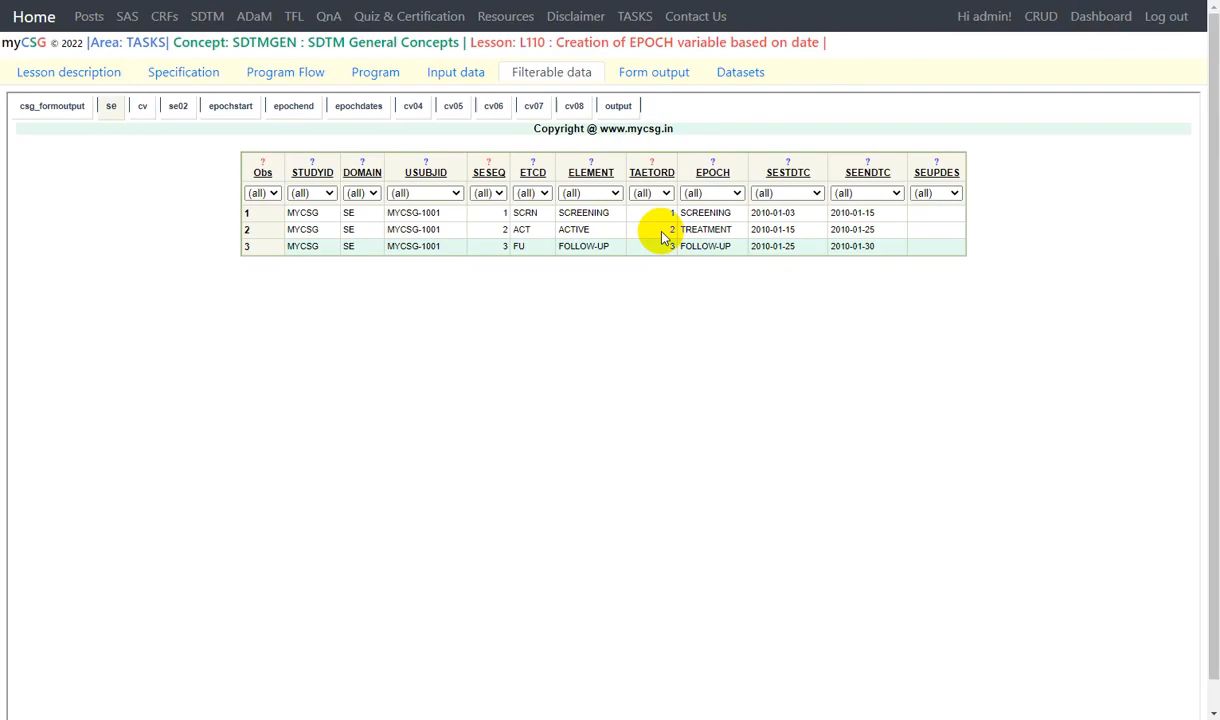 Home Posts SAS CRFs SDTM ADaM TFL QnA Quiz & Certification Resources Disclaimer TASKS Contact Us Hi admin! CRUD Dashboard Log out
myCSG © 2022 |Area: TASKS| Concept: SDTMGEN : SDTM General Concepts | Lesson: L110 : Creation of EPOCH variable based on date |
Lesson description Specification Program Flow Program Input data Filterable data Form output Datasets
csg_formoutput se cv se02 epochstart epochend epochdates cv04 cv05 cv06 cv07 cv08 output
Copyright @ www.mycsg.in
? ? ? ? ? ? ? ? ? ? ? ?
Obs STUDYID DOMAIN USUBJID SESEQ ETCD ELEMENT TAETORD EPOCH SESTDTC SEENDTC SEUPDES
(all) (all) (all) (all) (all) (all) (all) (all) (all) (all) (all) (all)
1 MYCSG SE MYCSG-1001 1 SCRN SCREENING 1 SCREENING 2010-01-03 2010-01-15
2 MYCSG SE MYCSG-1001 2 ACT ACTIVE 2 TREATMENT 2010-01-15 2010-01-25
3 MYCSG SE MYCSG-1001 3 FU FOLLOW-UP 3 FOLLOW-UP 2010-01-25 2010-01-30